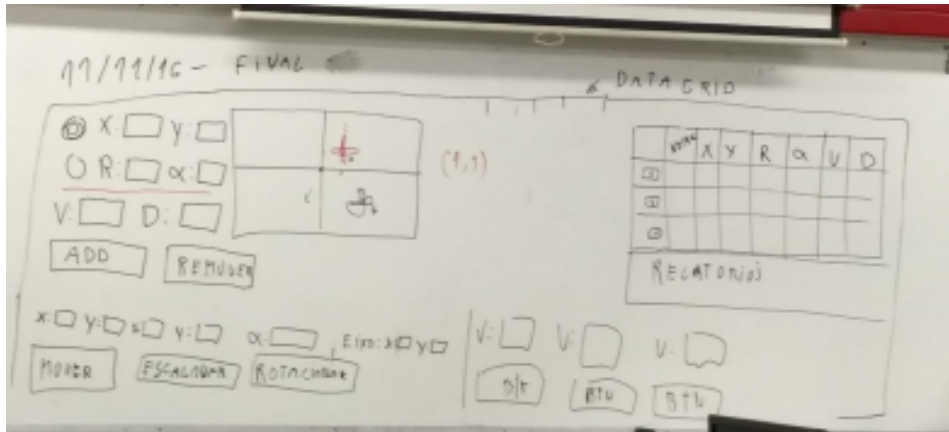 11/11/16 - FINAL
DATA GRID
X: Y:
R: α:
V: D:
ADD REMOVER
(1,1)
X Y R α V D
RELATORIOS
X: Y: X: Y: α: Eixo: X Y:
MOVER ESCALONAR ROTACIONAR
V: V: V:
BTN BTN